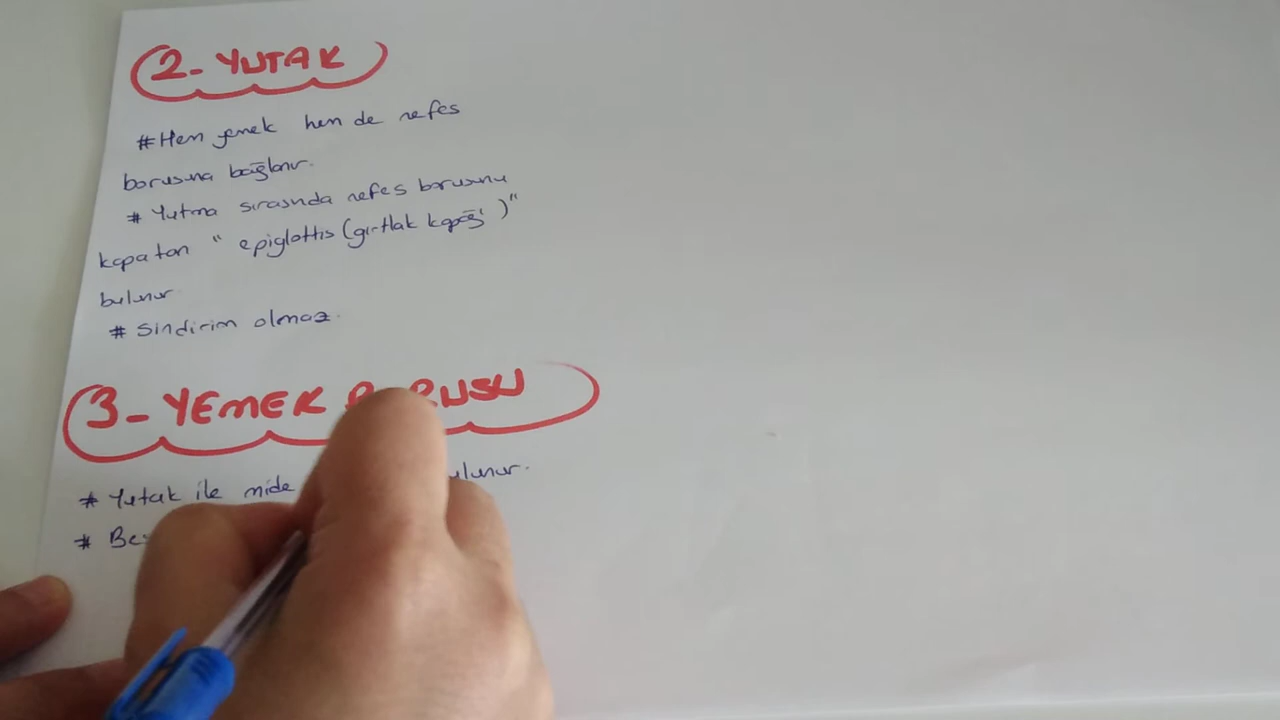 2- YUTAK
#Hem yemek hem de nefes
borusuna bağlanır.
# Yutma sırasında nefes borusunu
kapatan " epiglottis (gırtlak kapağı)"
bulunur
# Sindirim olmaz.
3- YEMEK
# Yutak ile mide
#